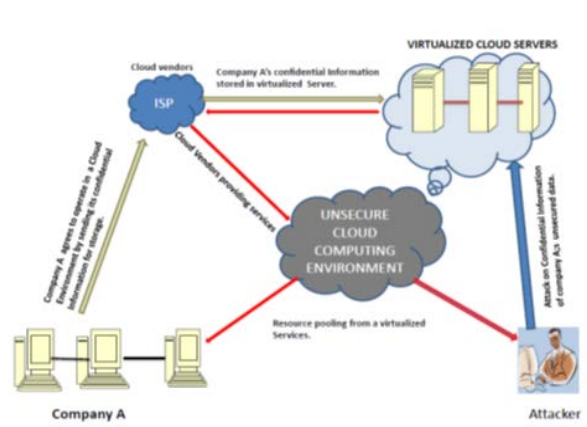 VIRTUALIZED CLOUD SERVERS
Cloud vendors
Company A's confidential Information
stored in virtualized Server.
ISP
Cloud Vendors providing services
Company A agrees to operate in a Cloud
Environment by sending its confidential
Information for storage.
UNSECURE
CLOUD
COMPUTING
ENVIRONMENT
Attack on Confidential Information
of company A,s unsecured data.
Resource pooling from a virtualized
Services.
Company A
Attacker